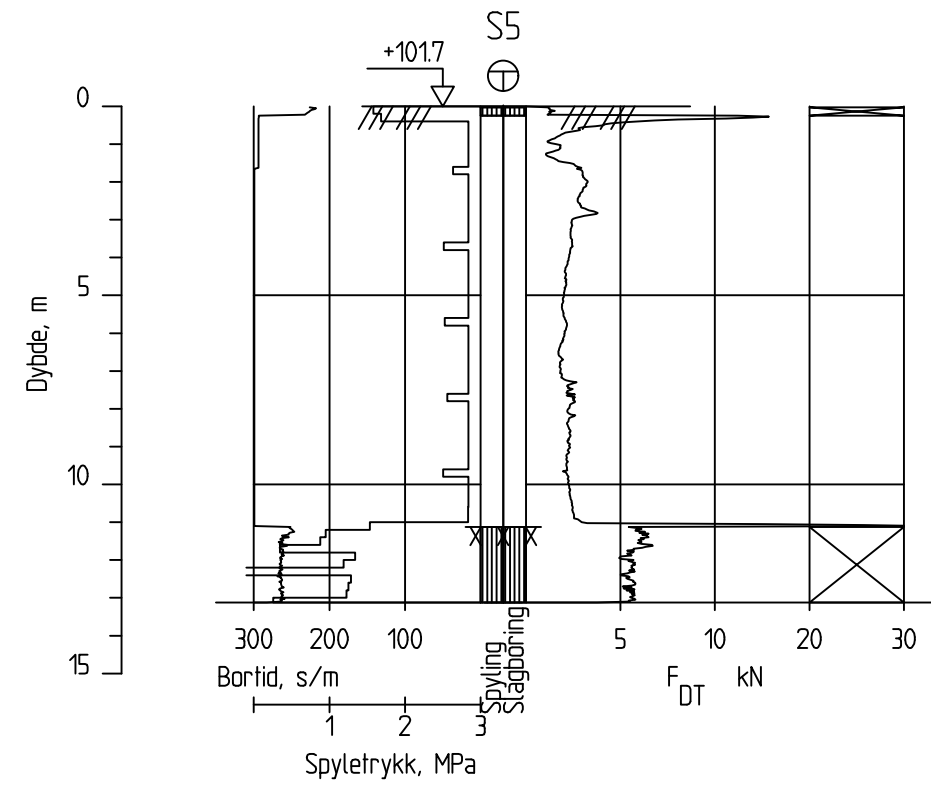 S5
+101.7
0
5
10
15
Dybde, m
300 200 100 5 10 20 30
Bortid, s/m
Spyling
Slagboring
F DT kN
1 2 3
Spyletrykk, MPa